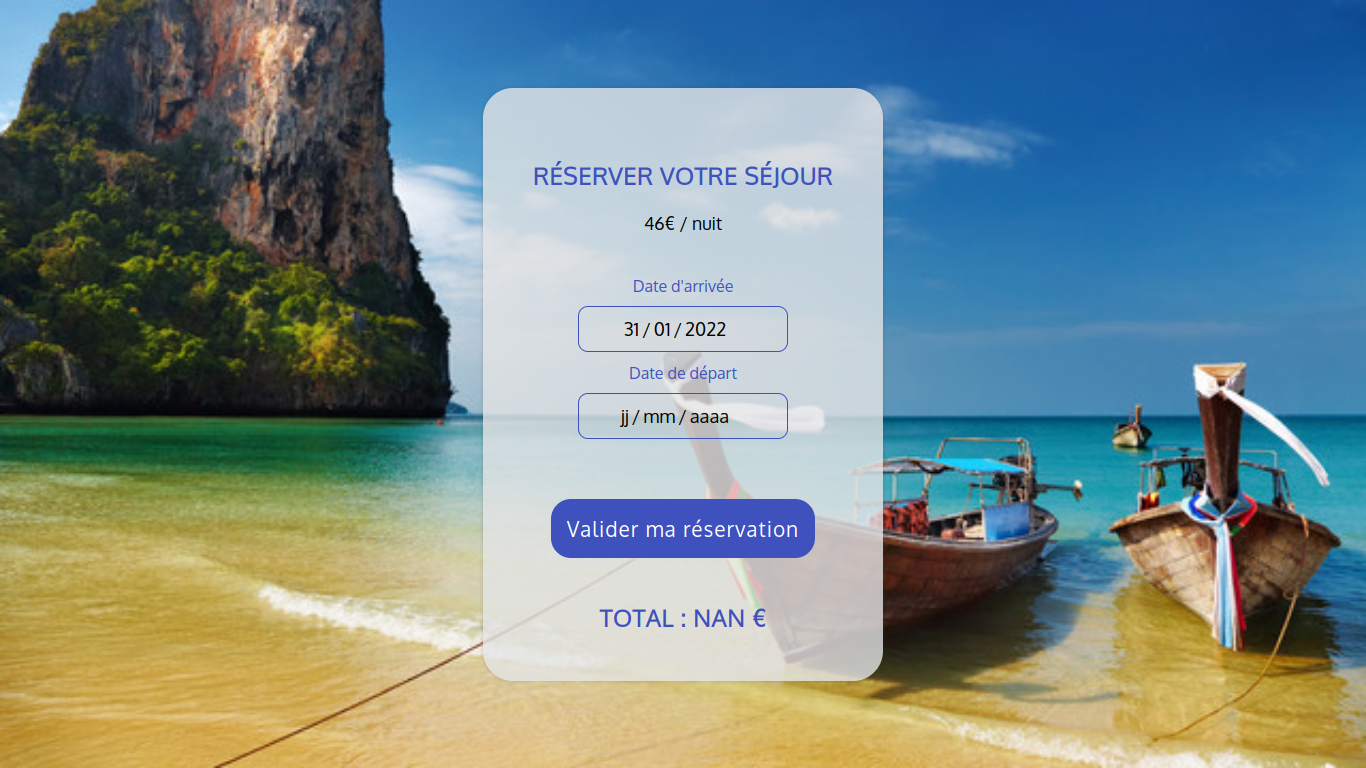 RÉSERVER VOTRE SÉJOUR
46€ / nuit
Date d'arrivée
31 / 01 / 2022
Date de départ
jj / mm / aaaa
Valider ma réservation
TOTAL : NAN €